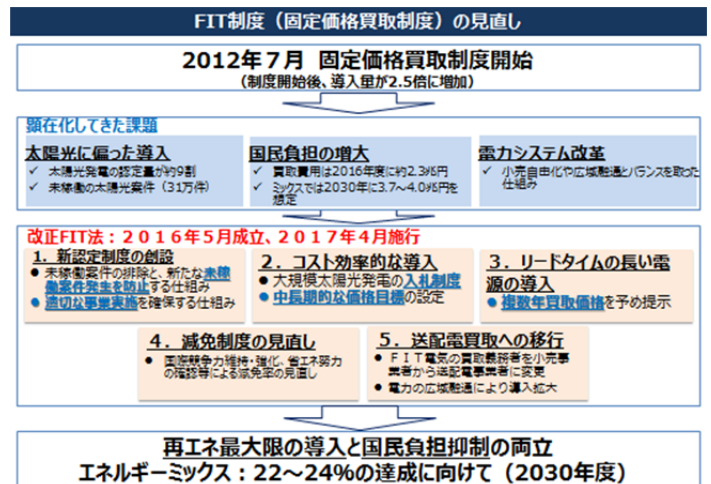 FIT制度（固定価格買取制度）の見直し
2012年７月 固定価格買取制度開始
（制度開始後、導入量が2.5倍に増加）
顕在化してきた課題
太陽光に偏った導入
✓ 太陽光発電の認定量が約9割
✓ 未稼働の太陽光案件（31万件）
国民負担の増大
✓ 買取費用は2016年度に約2.3兆円
✓ ミックスでは2030年に3.7～4.0兆円を
想定
電力システム改革
✓ 小売自由化や広域融通とバランスを取った
仕組み
改正FIT法：２０１６年５月成立、２０１７年４月施行
１．新認定制度の創設
● 未稼働案件の排除と、新たな未稼
働案件発生を防止する仕組み
● 適切な事業実施を確保する仕組み
２．コスト効率的な導入
● 大規模太陽光発電の入札制度
● 中長期的な価格目標の設定
３．リードタイムの長い電
源の導入
● 複数年買取価格を予め提示
４．減免制度の見直し
● 国際競争力維持・強化、省エネ努力
の確認等による減免率の見直し
５．送配電買取への移行
● ＦＩＴ電気の買取義務者を小売事
業者から送配電事業者に変更
● 電力の広域融通により導入拡大
再エネ最大限の導入と国民負担抑制の両立
エネルギーミックス：22～24％の達成に向けて（2030年度）